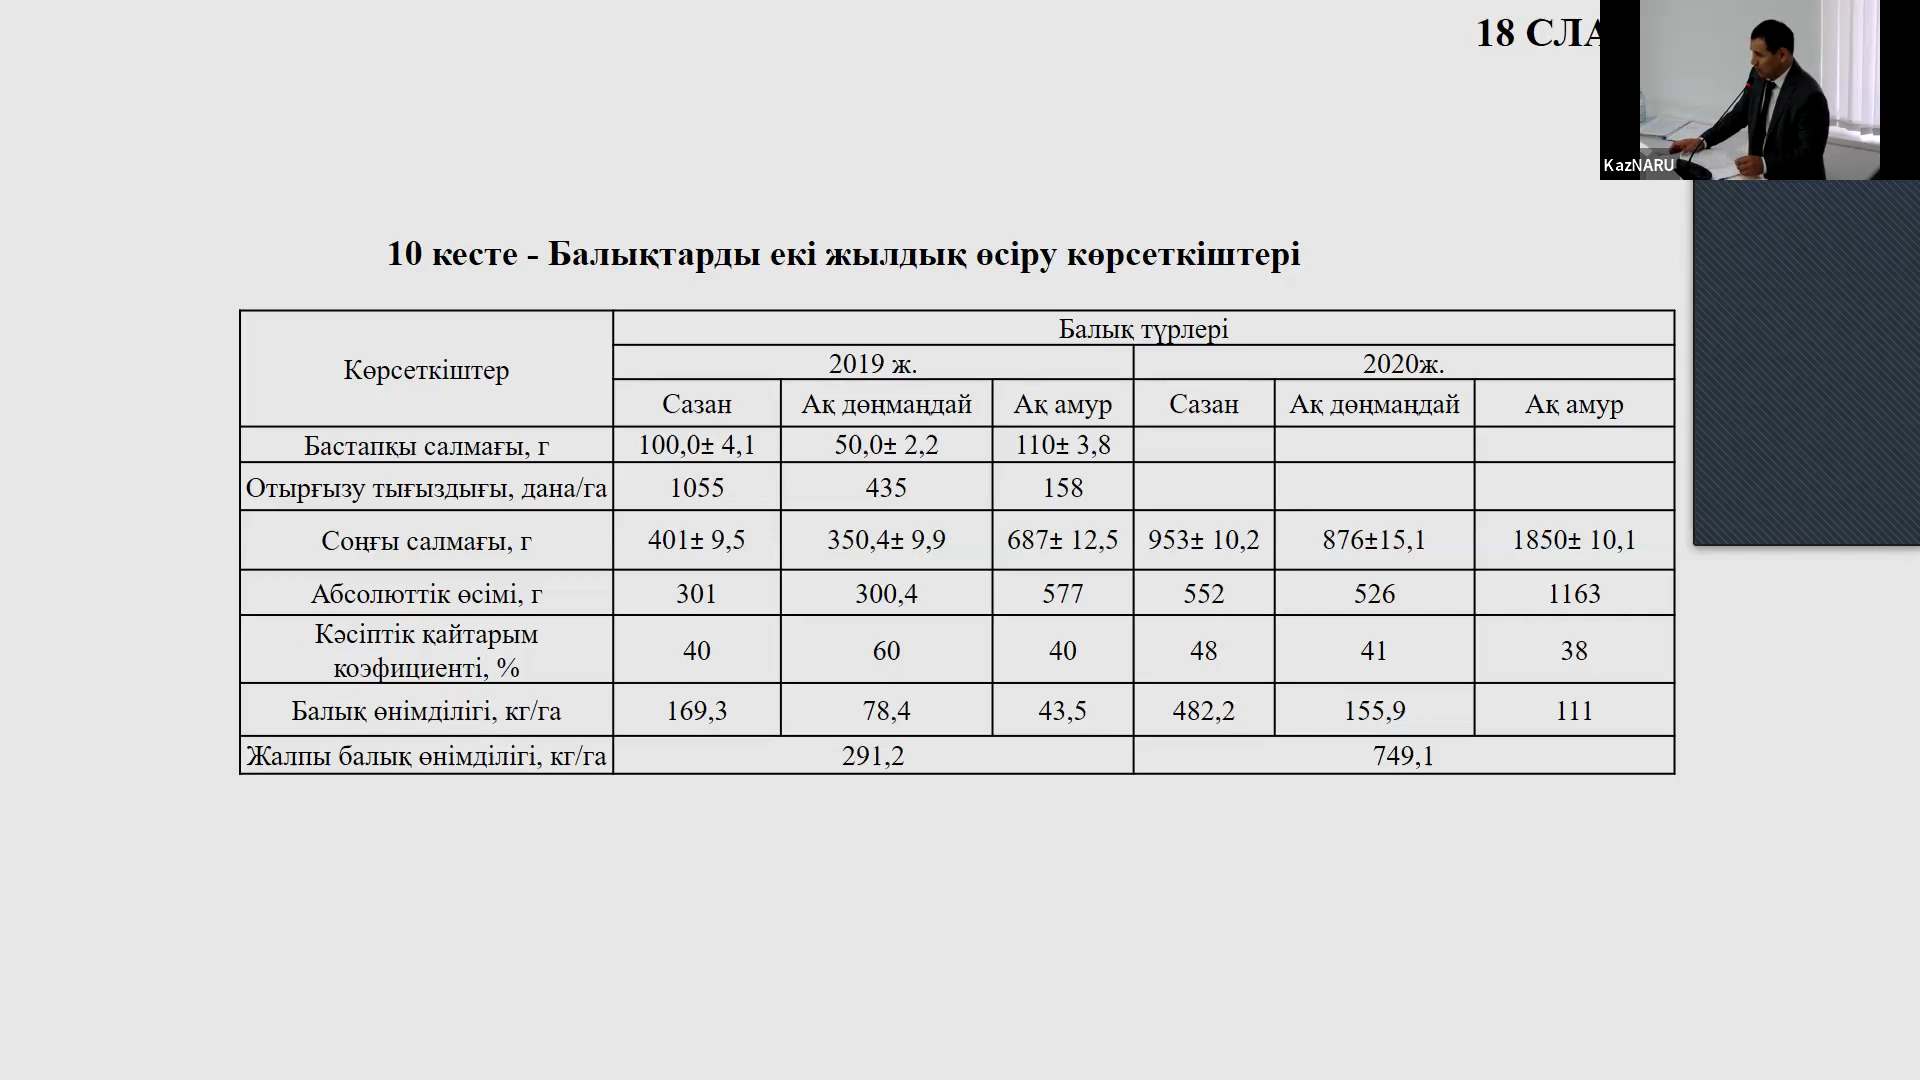 18 СЛА
KazNARU
10 кесте - Балықтарды екі жылдық өсіру көрсеткіштері
Көрсеткіштер
Балық түрлері
2019 ж.
2020ж.
Сазан
Ақ дөңмаңдай
Ақ амур
Сазан
Ақ дөңмаңдай
Ақ амур
Бастапқы салмағы, г
100,0± 4,1
50,0± 2,2
110± 3,8
Отырғызу тығыздығы, дана/га
1055
435
158
Соңғы салмағы, г
401± 9,5
350,4± 9,9
687± 12,5
953± 10,2
876±15,1
1850± 10,1
Абсолюттік өсімі, г
301
300,4
577
552
526
1163
Кәсіптік қайтарым
коэфициенті, %
40
60
40
48
41
38
Балық өнімділігі, кг/га
169,3
78,4
43,5
482,2
155,9
111
Жалпы балық өнімділігі, кг/га
291,2
749,1